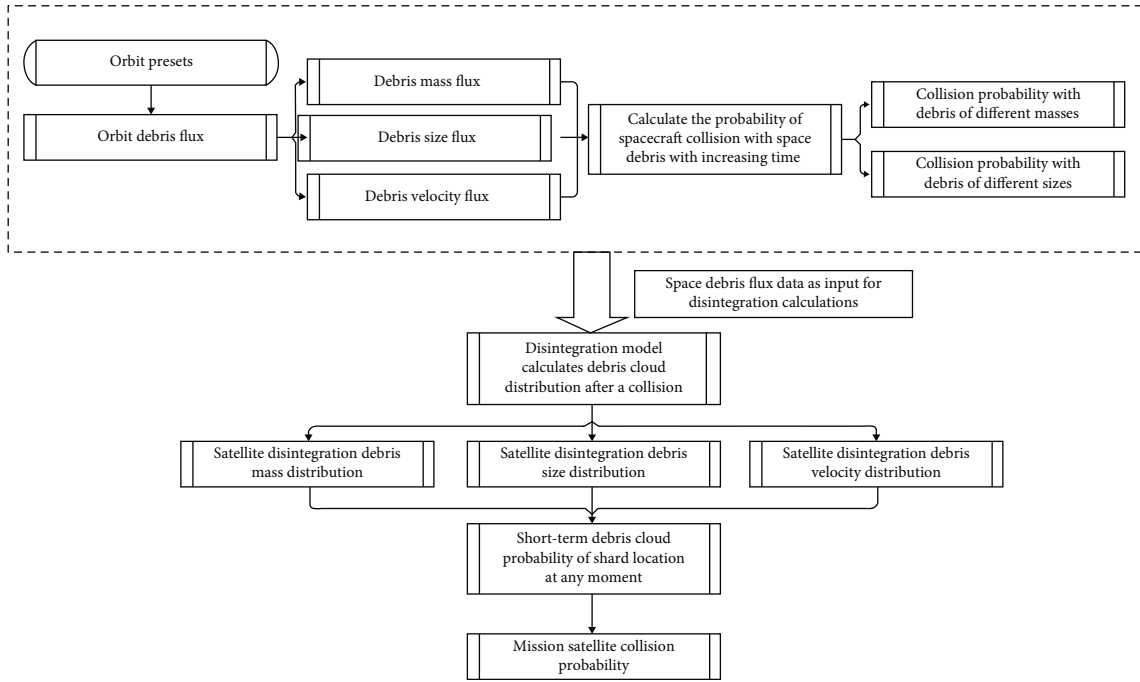 Orbit presets
Orbit debris flux
Debris mass flux
Debris size flux
Debris velocity flux
Calculate the probability of
spacecraft collision with space
debris with increasing time
Collision probability with
debris of different masses
Collision probability with
debris of different sizes
Space debris flux data as input for
disintegration calculations
Disintegration model
calculates debris cloud
distribution after a collision
Satellite disintegration debris
mass distribution
Satellite disintegration debris
size distribution
Satellite disintegration debris
velocity distribution
Short-term debris cloud
probability of shard location
at any moment
Mission satellite collision
probability